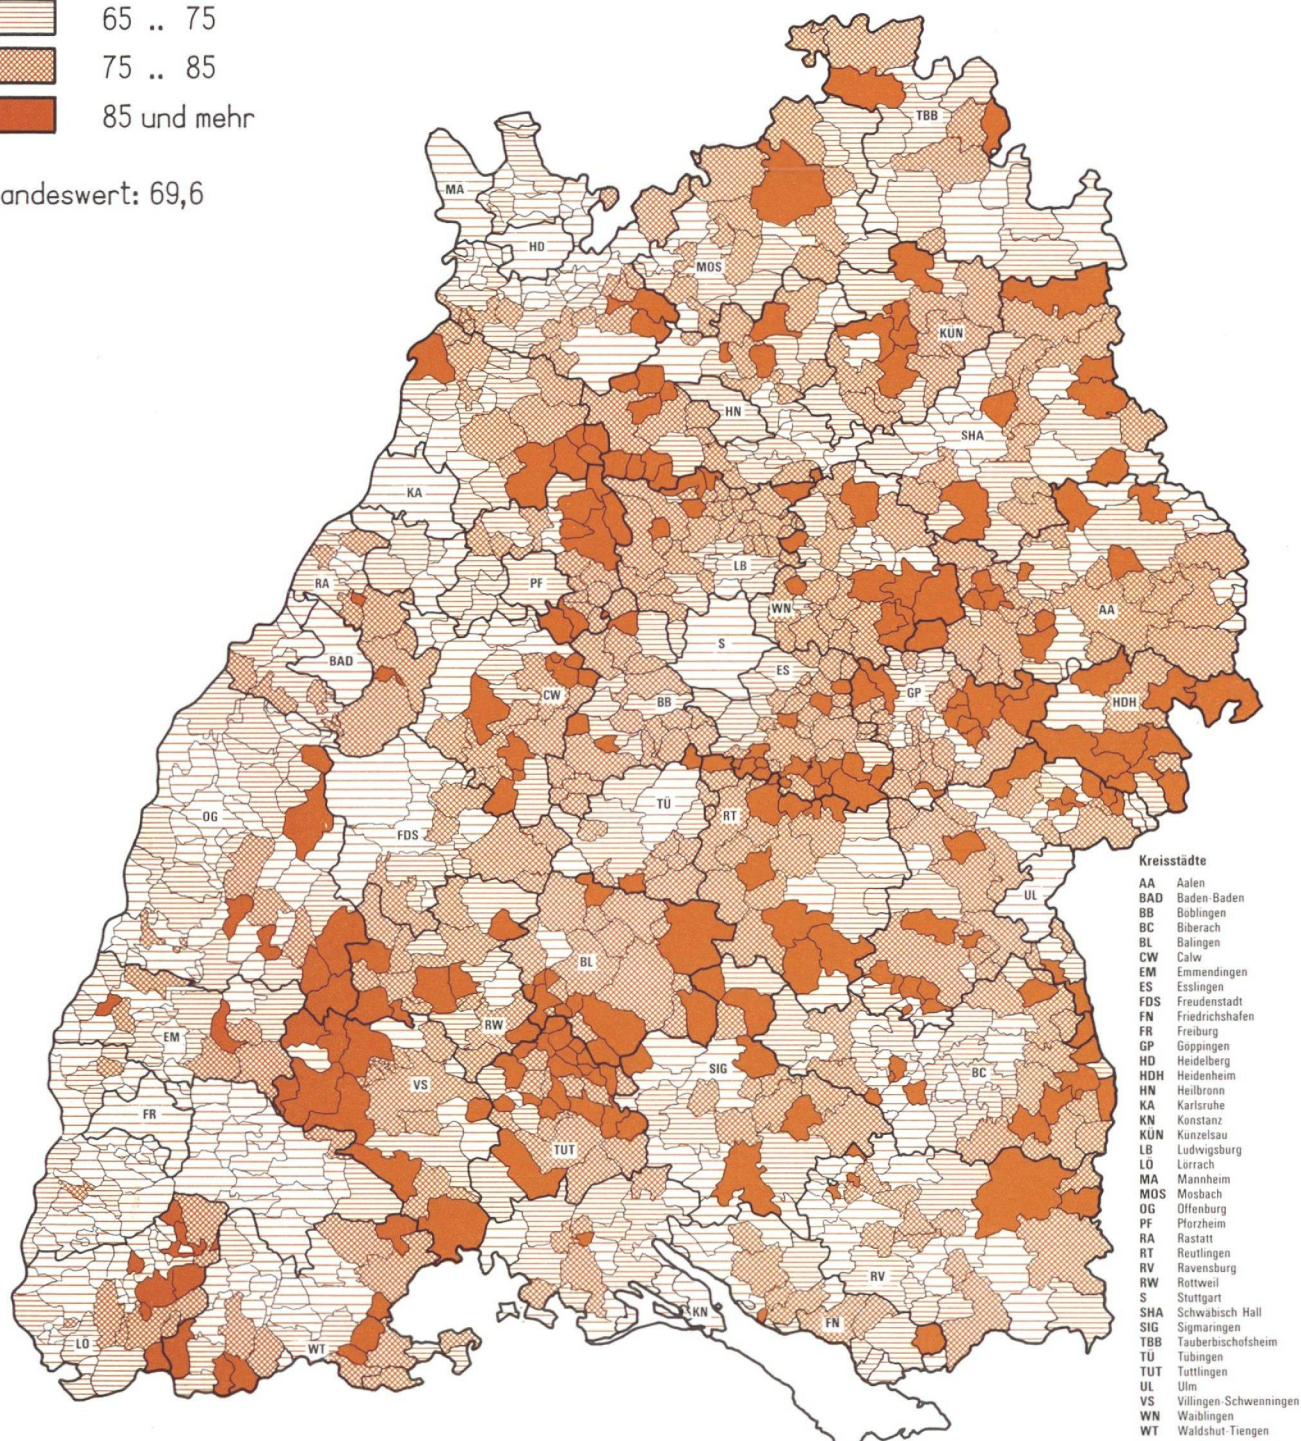 65 .. 75
75 .. 85
85 und mehr
andeswert: 69,6
TBB
MA
HD
MOS
KÜN
HN
SHA
KA
LB
PF
RA
WN
AA
S
BAD
ES
CW
BB
GP
HDH
TÜ
OG
RT
FDS
UL
BL
RW
EM
SIG
VS
BC
FR
TUT
RV
KN
FN
LÖ
WT
Kreisstädte
AA Aalen
BAD Baden-Baden
BB Böblingen
BC Biberach
BL Balingen
CW Calw
EM Emmendingen
ES Esslingen
FDS Freudenstadt
FN Friedrichshafen
FR Freiburg
GP Göppingen
HD Heidelberg
HDH Heidenheim
HN Heilbronn
KA Karlsruhe
KN Konstanz
KÜN Künzelsau
LB Ludwigsburg
LÖ Lörrach
MA Mannheim
MOS Mosbach
OG Offenburg
PF Pforzheim
RA Rastatt
RT Reutlingen
RV Ravensburg
RW Rottweil
S Stuttgart
SHA Schwäbisch Hall
SIG Sigmaringen
TBB Tauberbischofsheim
TÜ Tübingen
TUT Tuttlingen
UL Ulm
VS Villingen-Schwenningen
WN Waiblingen
WT Waldshut-Tiengen